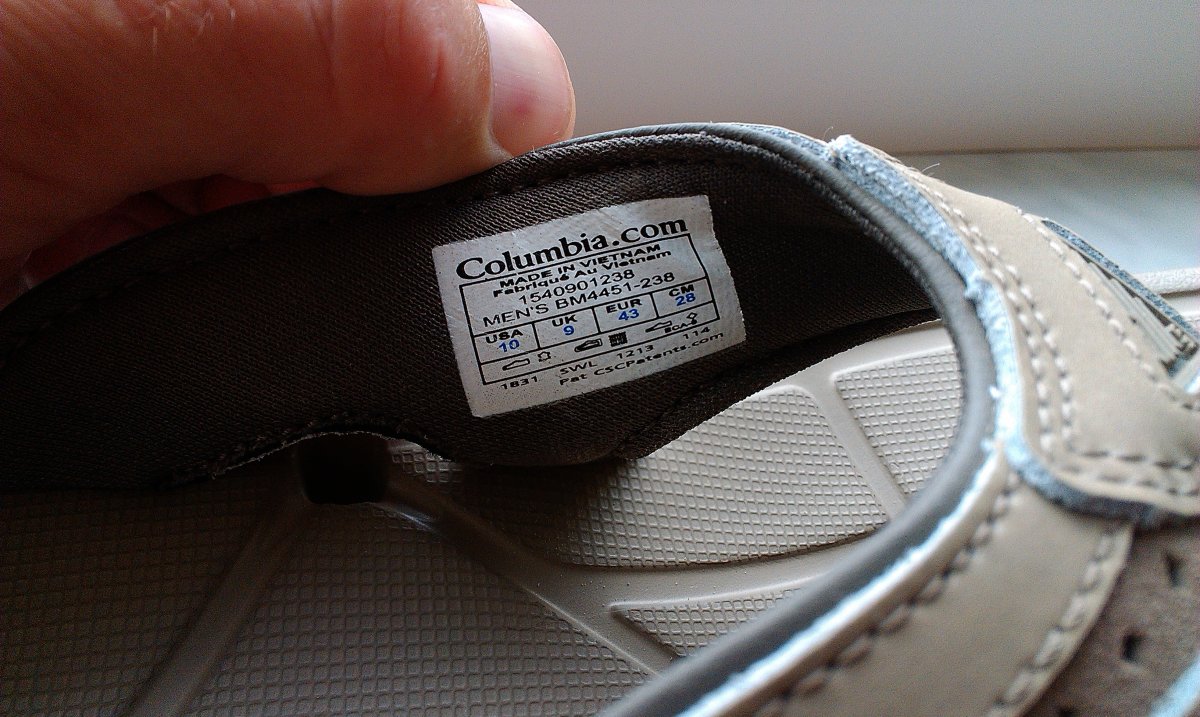 Columbia.com
MADE IN VIETNAM
Fabriqué Au Vietnam
1540901238
MEN'S BM4451-238
USA UK EUR CM
10 9 43 28
1831 SWL 1213 114
Pat CSCPatents.com